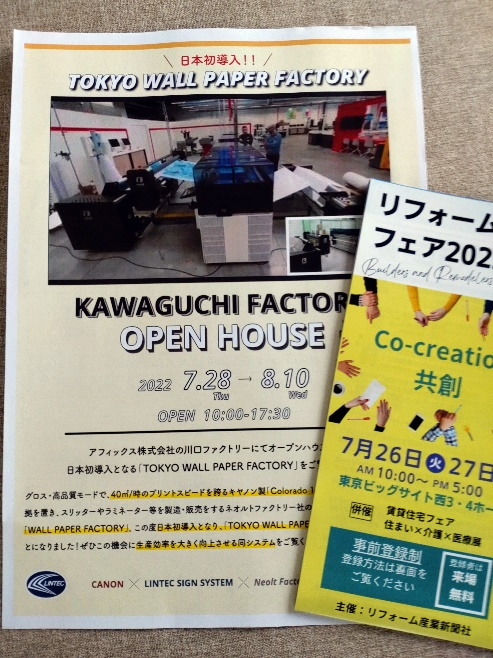 ＼ 日本初導入!! ／
TOKYO WALL PAPER FACTORY
KAWAGUCHI FACTOR
OPEN HOUSE
2022 7.28 → 8.10
Thu Wed
OPEN 10:00-17:30
アフィックス株式会社の川口ファクトリーにてオープンハウ
日本初導入となる「TOKYO WALL PAPER FACTORY」をご
グロス・高品質モードで、40㎡/時のプリントスピードを誇るキヤノン製「Colorado 1
拠を置き、スリッターやラミネーター等を製造・販売するネオルトファクトリー社の
「WALL PAPER FACTORY」。この度日本初導入となり、「TOKYO WALL PAPE
とになりました！ぜひこの機会に生産効率を大きく向上させる同システムをご覧く
LINTEC
CANON × LINTEC SIGN SYSTEM × Neolt Facto
リフォーム
フェア202
Builders and Remodelers
Co-creatio
共創
7月26日火27日
AM 10:00～ PM 5:00
東京ビッグサイト西3・4ホー
併催
賃貸住宅フェア
住まい×介護×医療展
事前登録制
登録方法は裏面を
ご覧ください
登録者は
来場
無料
主催：リフォーム産業新聞社